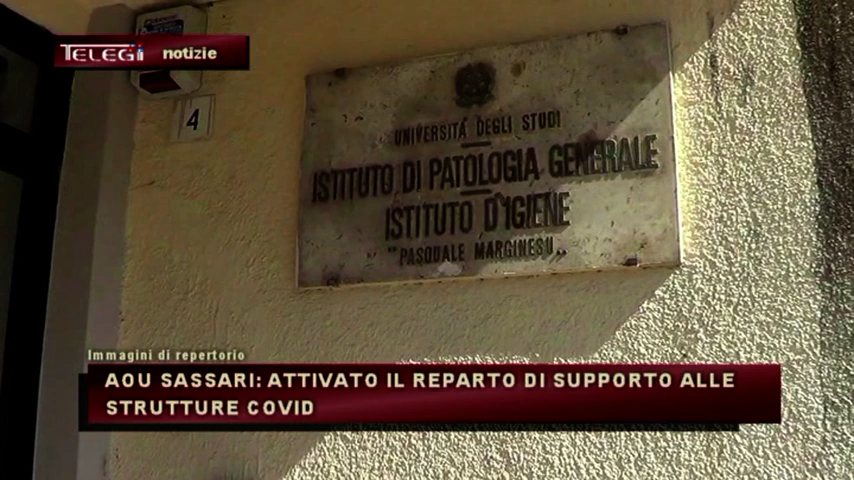 TELEGI notizie
4
UNIVERSITÀ DEGLI STUDI
ISTITUTO DI PATOLOGIA GENERALE
ISTITUTO D'IGIENE
"PASQUALE MARGINESU"
Immagini di repertorio
AOU SASSARI: ATTIVATO IL REPARTO DI SUPPORTO ALLE
STRUTTURE COVID